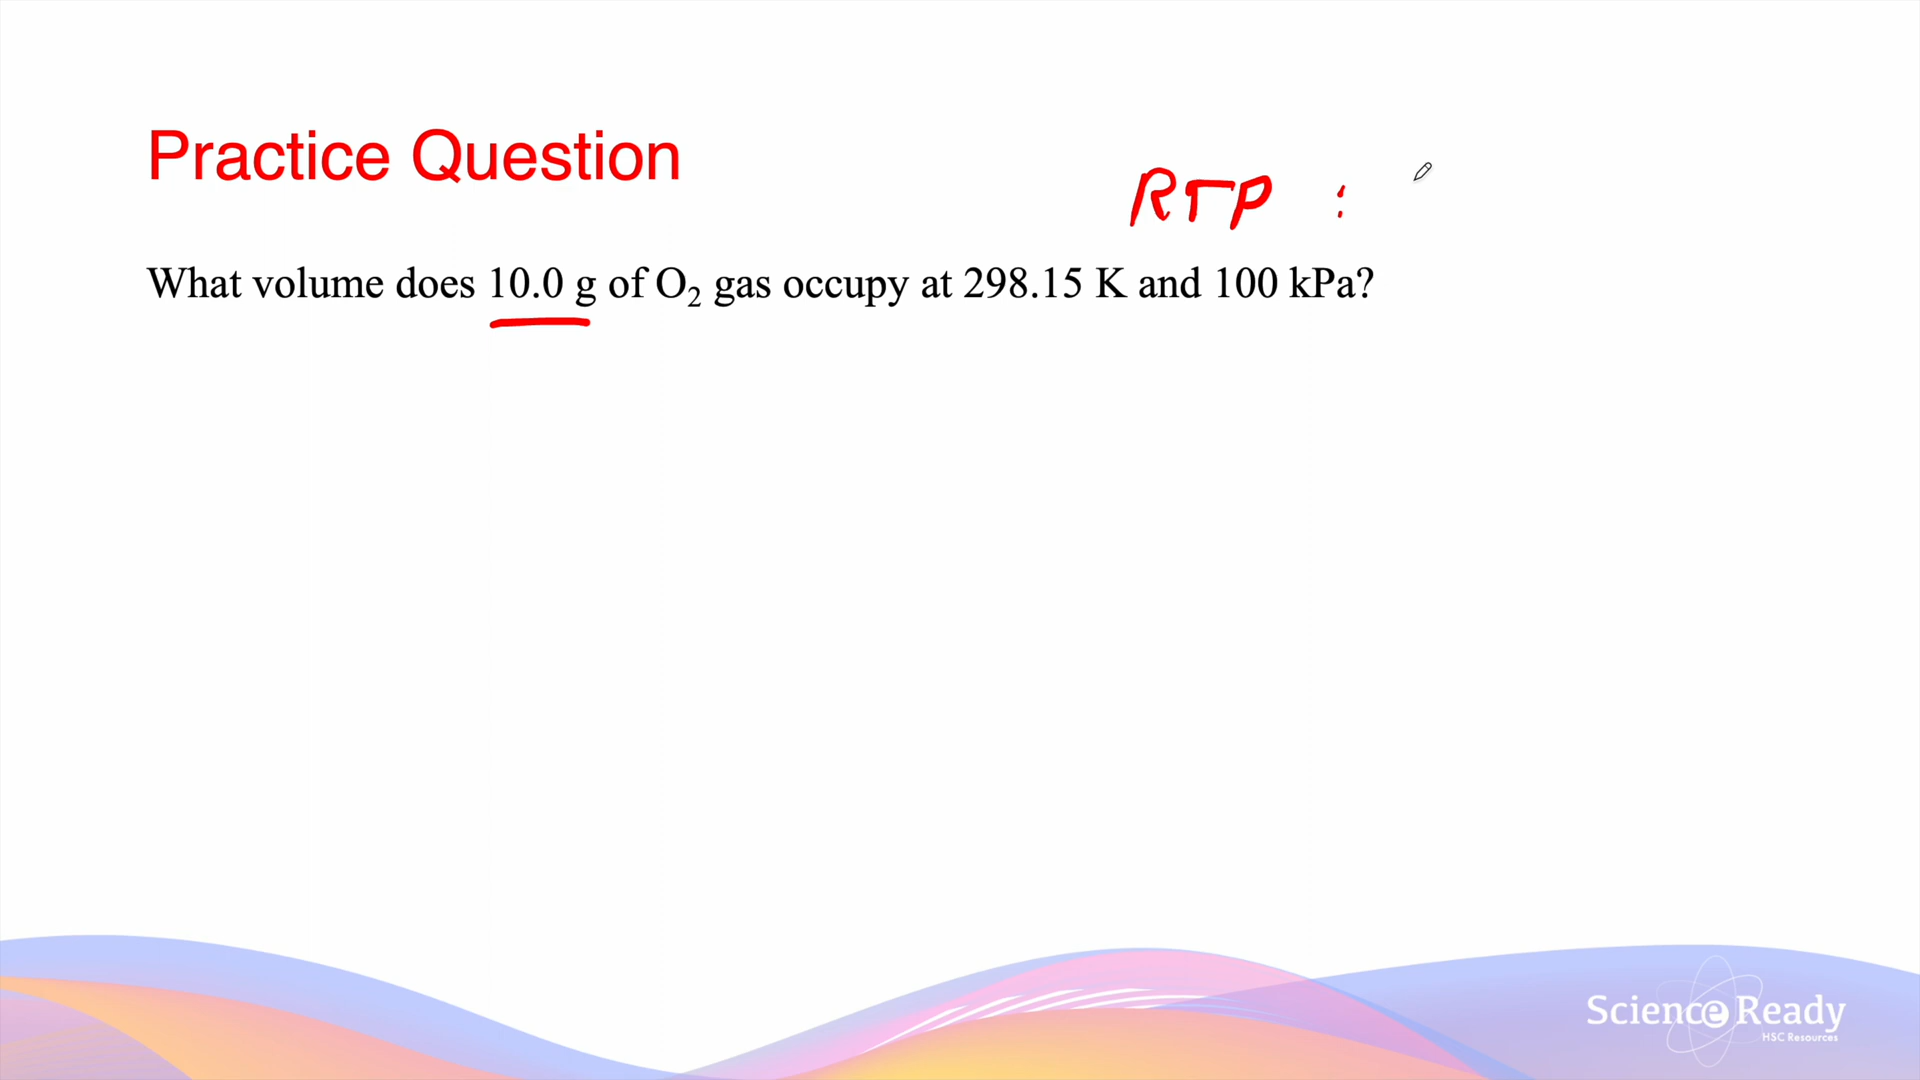 Practice Question
RTP :
What volume does 10.0 g of O₂ gas occupy at 298.15 K and 100 kPa?
Science Ready
HSC Resources